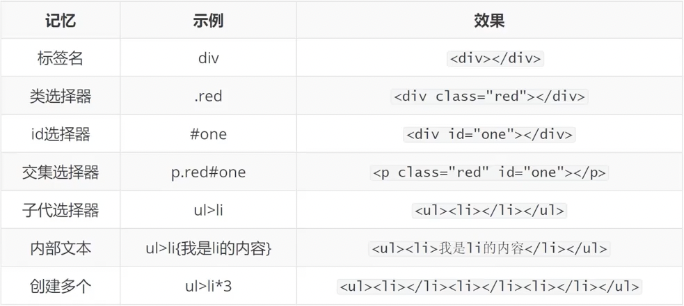 记忆 示例 效果
标签名 div <div></div>
类选择器 .red <div class="red"></div>
id选择器 #one <div id="one"></div>
交集选择器 p.red#one <p class="red" id="one"></p>
子代选择器 ul>li <ul><li></li></ul>
内部文本 ul>li{我是li的内容} <ul><li>我是li的内容</li></ul>
创建多个 ul>li*3 <ul><li></li><li></li><li></li></ul>